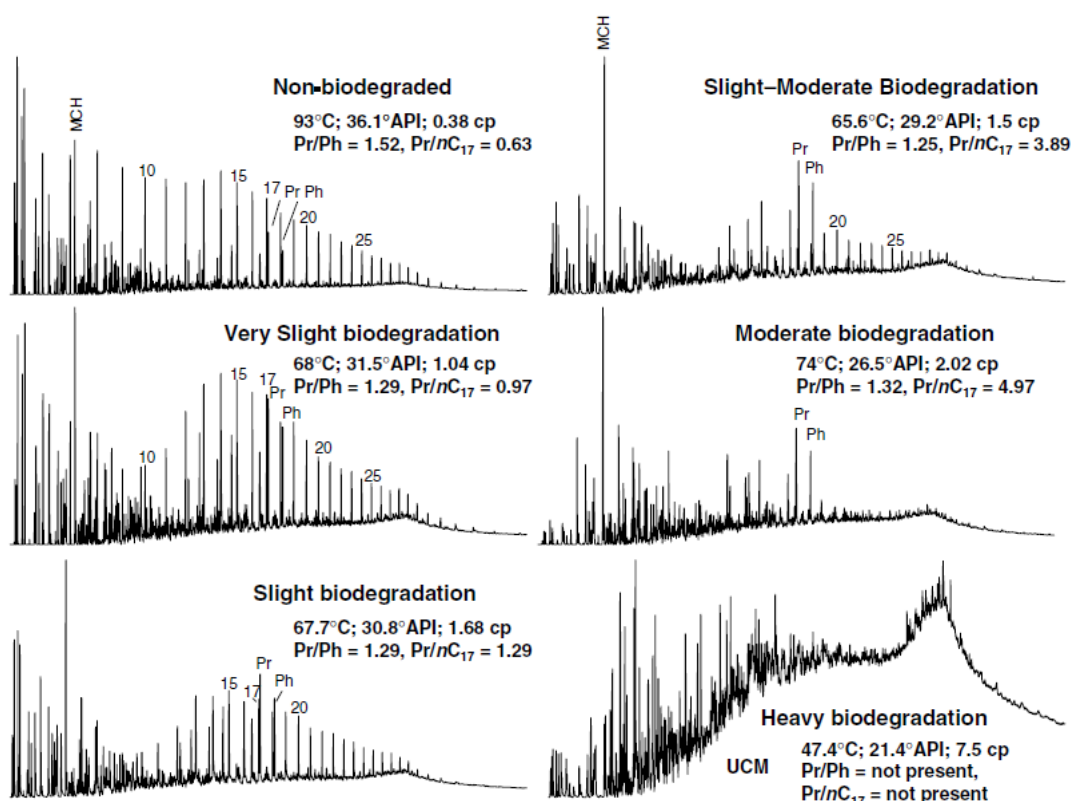 MCH
Non-biodegraded
93°C; 36.1°API; 0.38 cp
Pr/Ph = 1.52, Pr/nC17 = 0.63
10
15
17
Pr Ph
20
25
MCH
Slight–Moderate Biodegradation
65.6°C; 29.2°API; 1.5 cp
Pr/Ph = 1.25, Pr/nC17 = 3.89
Pr
Ph
20
25
Very Slight biodegradation
68°C; 31.5°API; 1.04 cp
Pr/Ph = 1.29, Pr/nC17 = 0.97
10
15
17
Pr
Ph
20
25
Moderate biodegradation
74°C; 26.5°API; 2.02 cp
Pr/Ph = 1.32, Pr/nC17 = 4.97
Pr
Ph
Slight biodegradation
67.7°C; 30.8°API; 1.68 cp
Pr/Ph = 1.29, Pr/nC17 = 1.29
15
17
Pr
Ph
20
Heavy biodegradation
47.4°C; 21.4°API; 7.5 cp
UCM
Pr/Ph = not present,
Pr/nC17 = not present